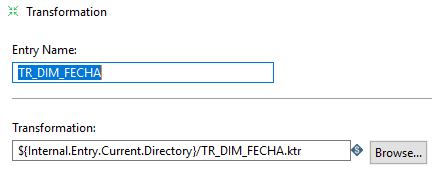 Transformation
Entry Name:
TR_DIM_FECHA
Transformation:
${Internal.Entry.Current.Directory}/TR_DIM_FECHA.ktr
Browse...